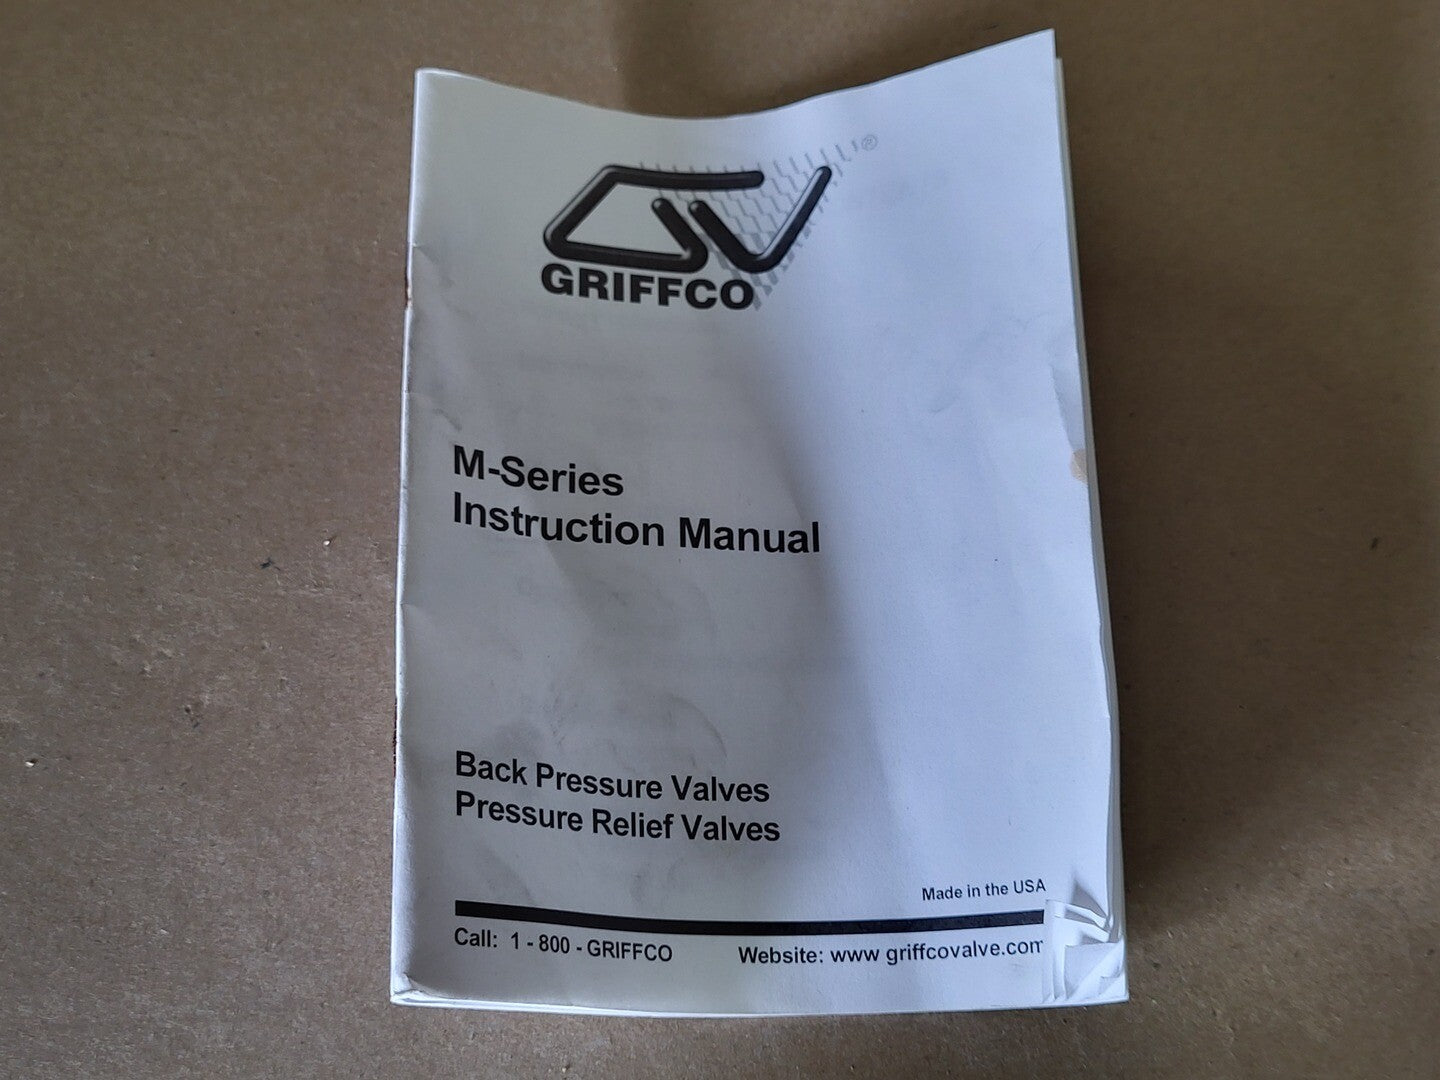 ®
GRIFFCO
M-Series
Instruction Manual
Back Pressure Valves
Pressure Relief Valves
Made in the USA
Call: 1 - 800 - GRIFFCO Website: www griffcovalve.com